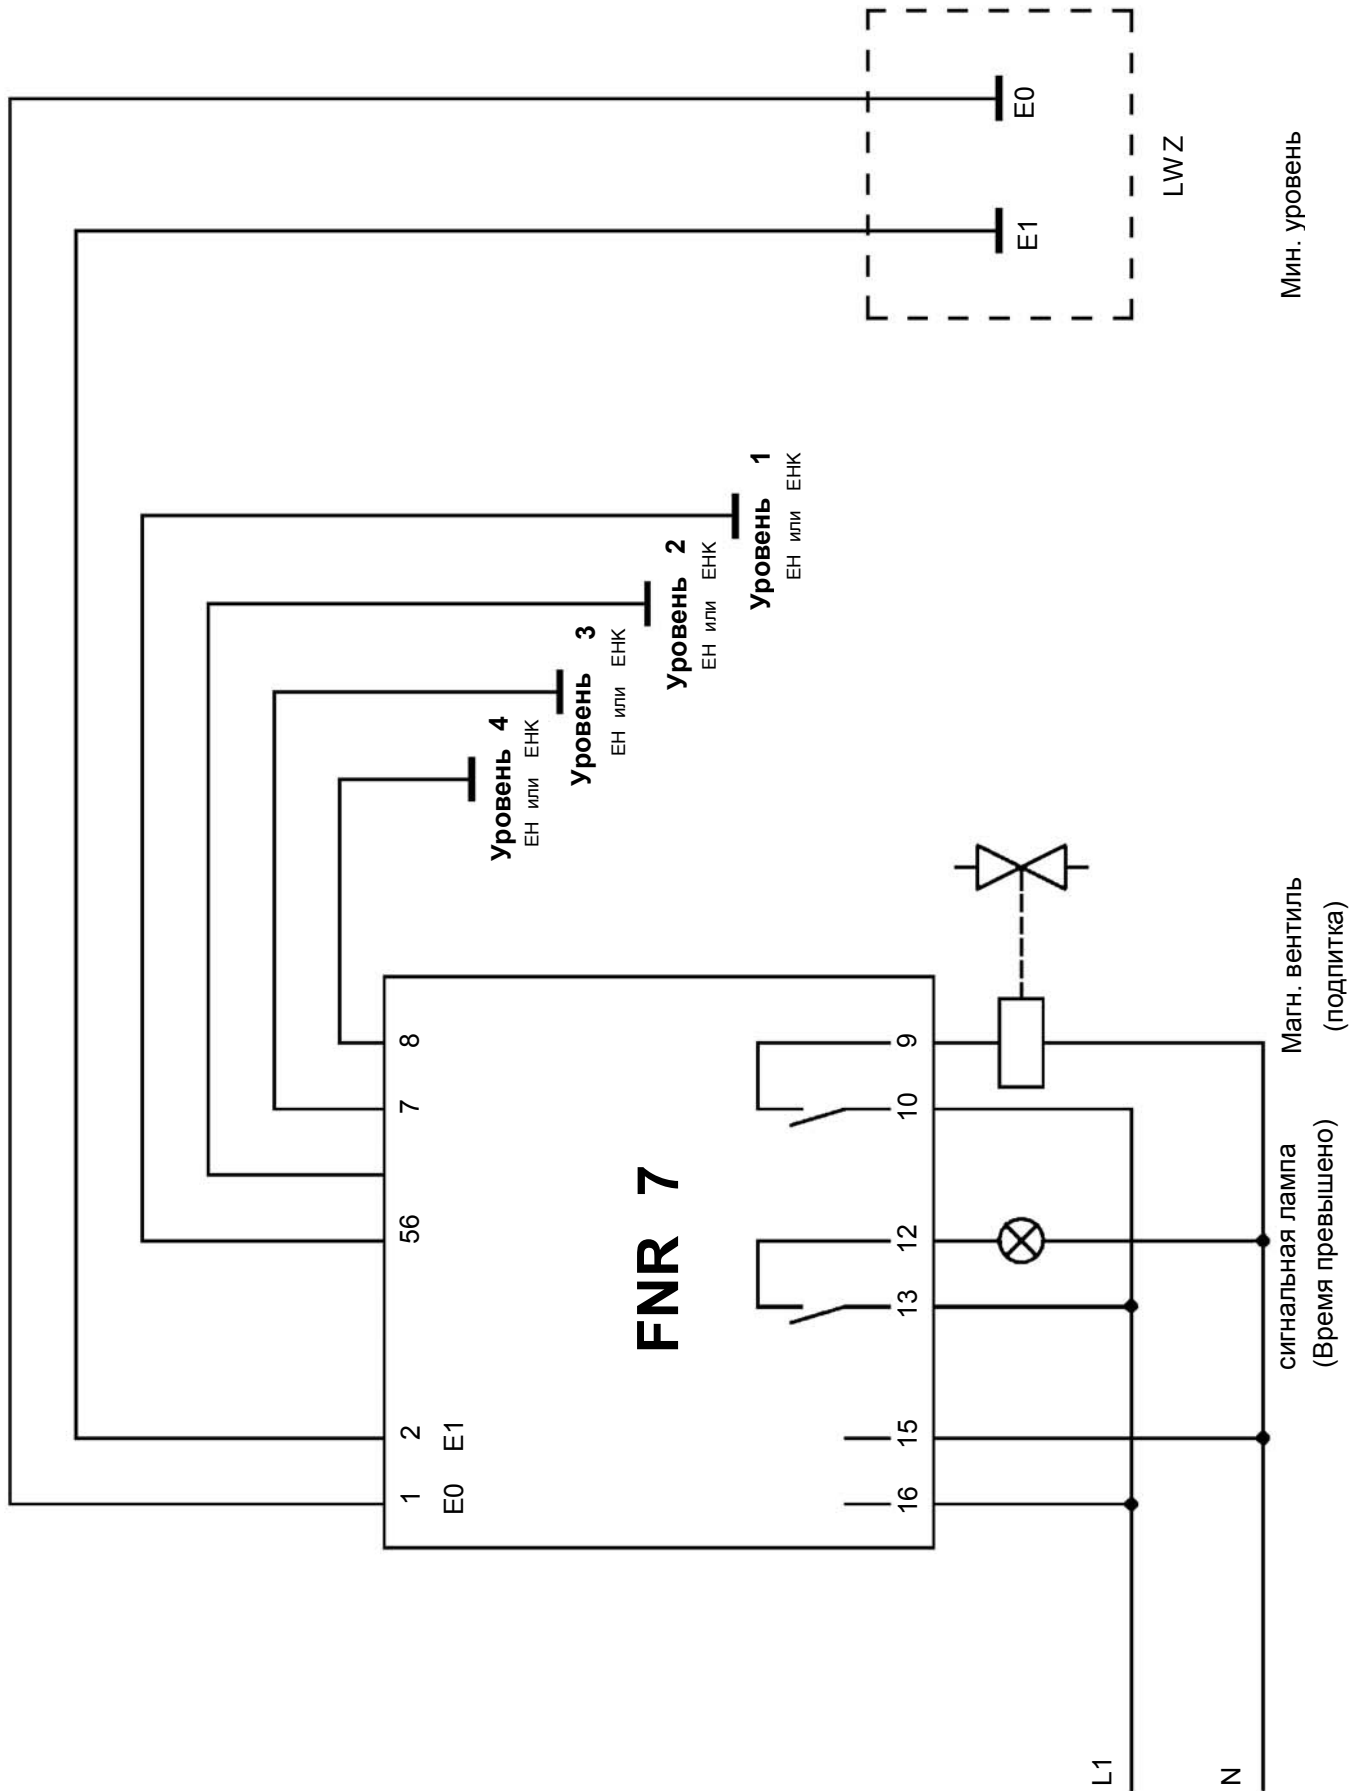 1 2 56 7 8
E0 E1
Уровень 4
ЕН или ЕНК
Уровень 3
ЕН или ЕНК
Уровень 2
ЕН или ЕНК
Уровень 1
ЕН или ЕНК
FNR 7
16 15 13 12 10 9
E1 E0
LWZ
L1
N
сигнальная лампа
(Время превышено)
Магн. вентиль
(подпитка)
Мин. уровень